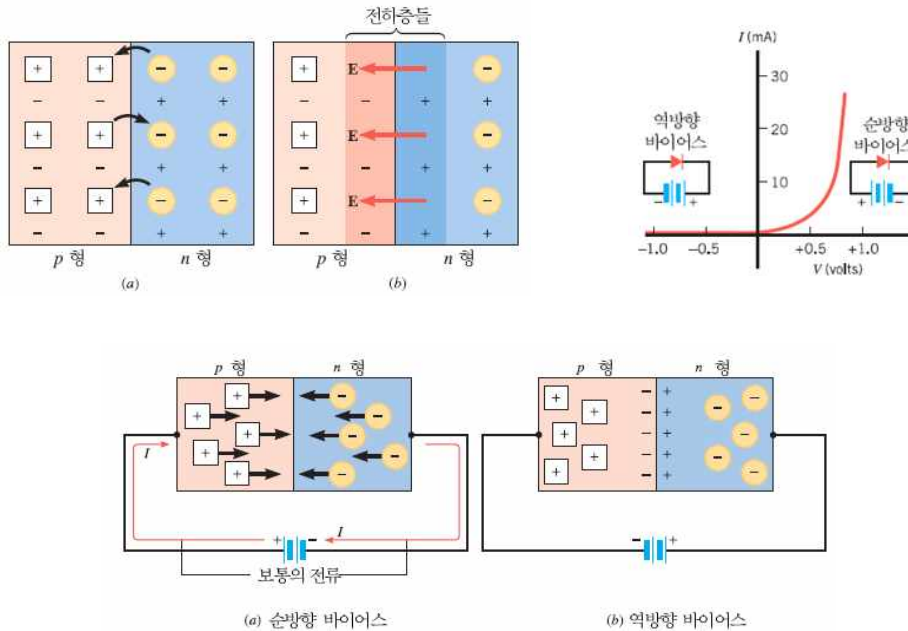 전하층들
E
E
E
p 형
n 형
p 형
n 형
(a)
(b)
I (mA)
30
20
10
역방향
바이어스
순방향
바이어스
- +
+ -
-1.0 -0.5 +0.5 +1.0
V (volts)
p 형
n 형
p 형
n 형
I
I
+ -
- +
보통의 전류
(a) 순방향 바이어스
(b) 역방향 바이어스